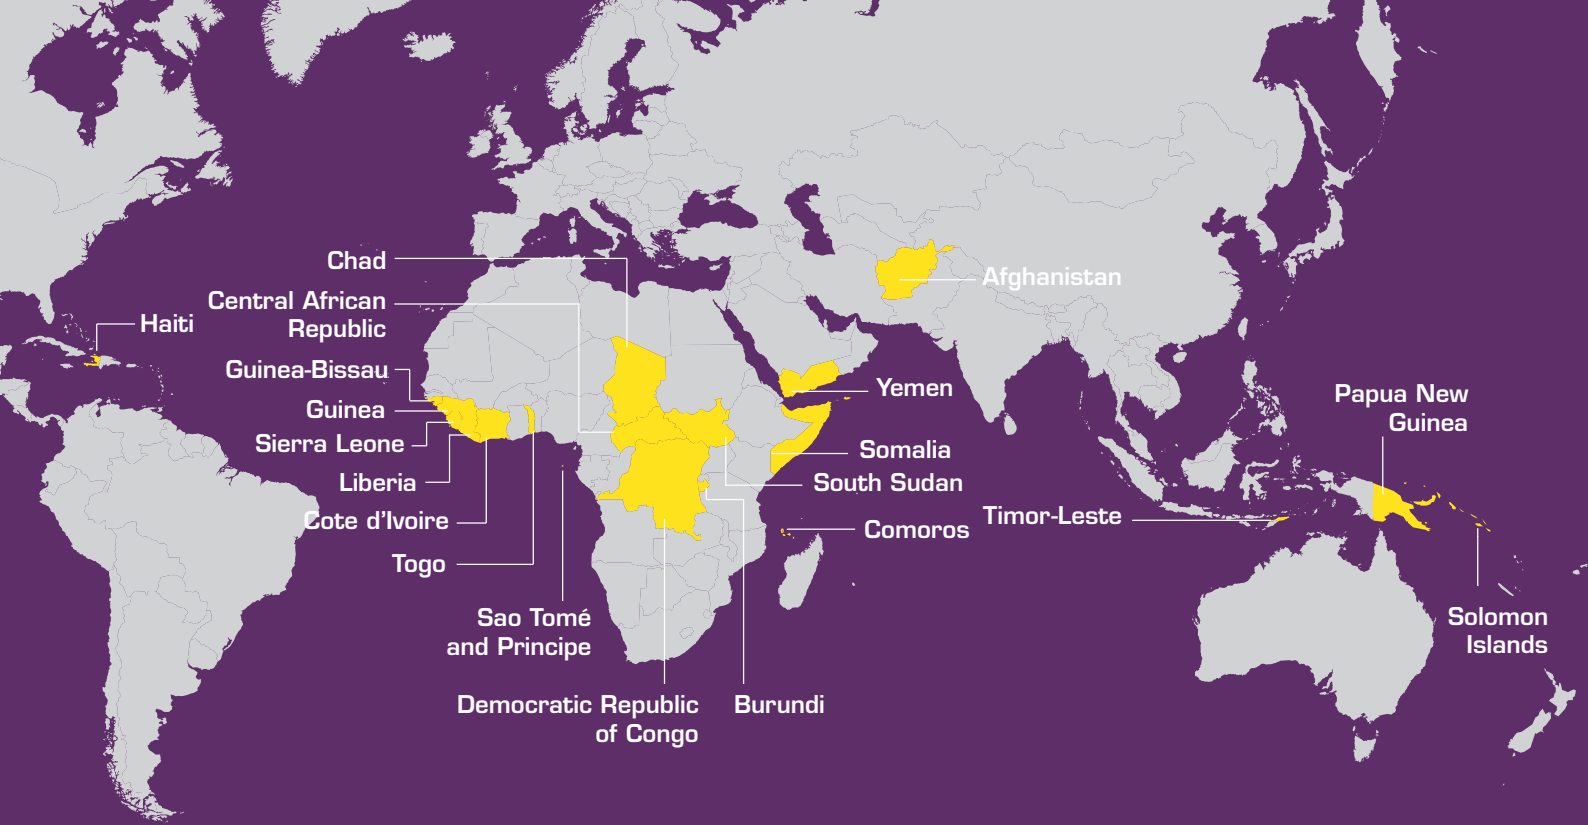 Chad
Central African
Republic
Haiti
Guinea-Bissau
Guinea
Sierra Leone
Liberia
Cote d’Ivoire
Togo
Sao Tomé
and Principe
Democratic Republic
of Congo
Burundi
Afghanistan
Yemen
Somalia
South Sudan
Comoros
Timor-Leste
Papua New
Guinea
Solomon
Islands